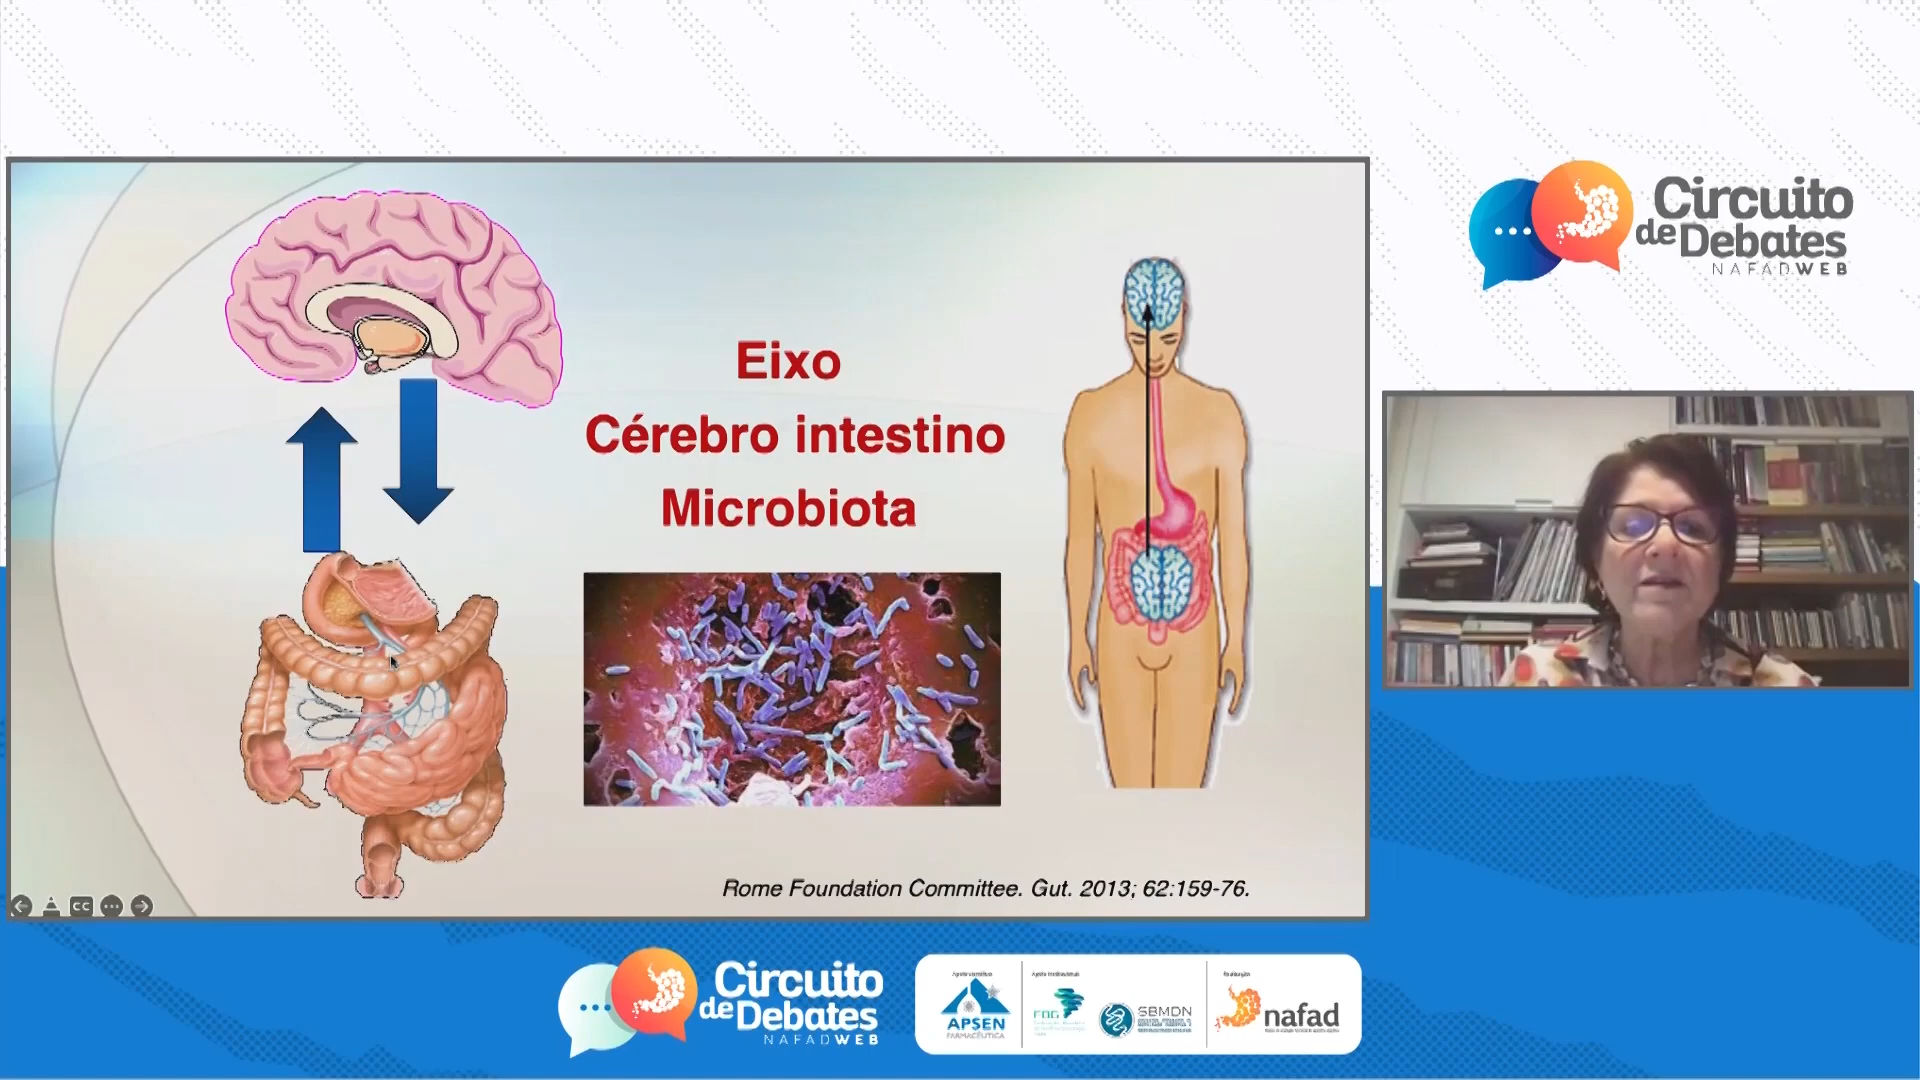 Eixo
Cérebro intestino
Microbiota
Rome Foundation Committee. Gut. 2013; 62:159-76.
CC
Circuito
de Debates
NAFADWEB
Circuito
de Debates
NAFADWEB
APSEN
FARMACÊUTICA
FBG
SBMDN
nafad